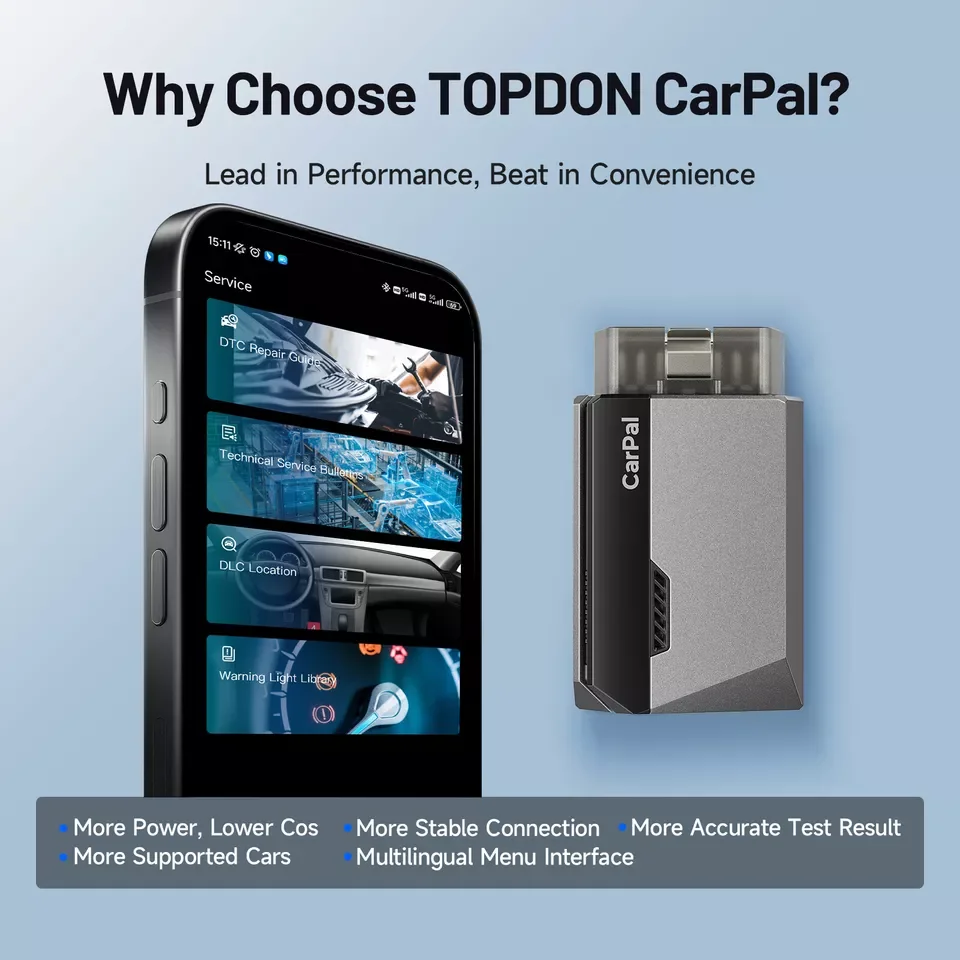 Why Choose TOPDON CarPal?
Lead in Performance, Beat in Convenience
15:11
Service
DTC Repair Guide
Technical Service Bulletins
DLC Location
Warning Light Library
CarPal
• More Power, Lower Cos • More Stable Connection • More Accurate Test Result
• More Supported Cars • Multilingual Menu Interface